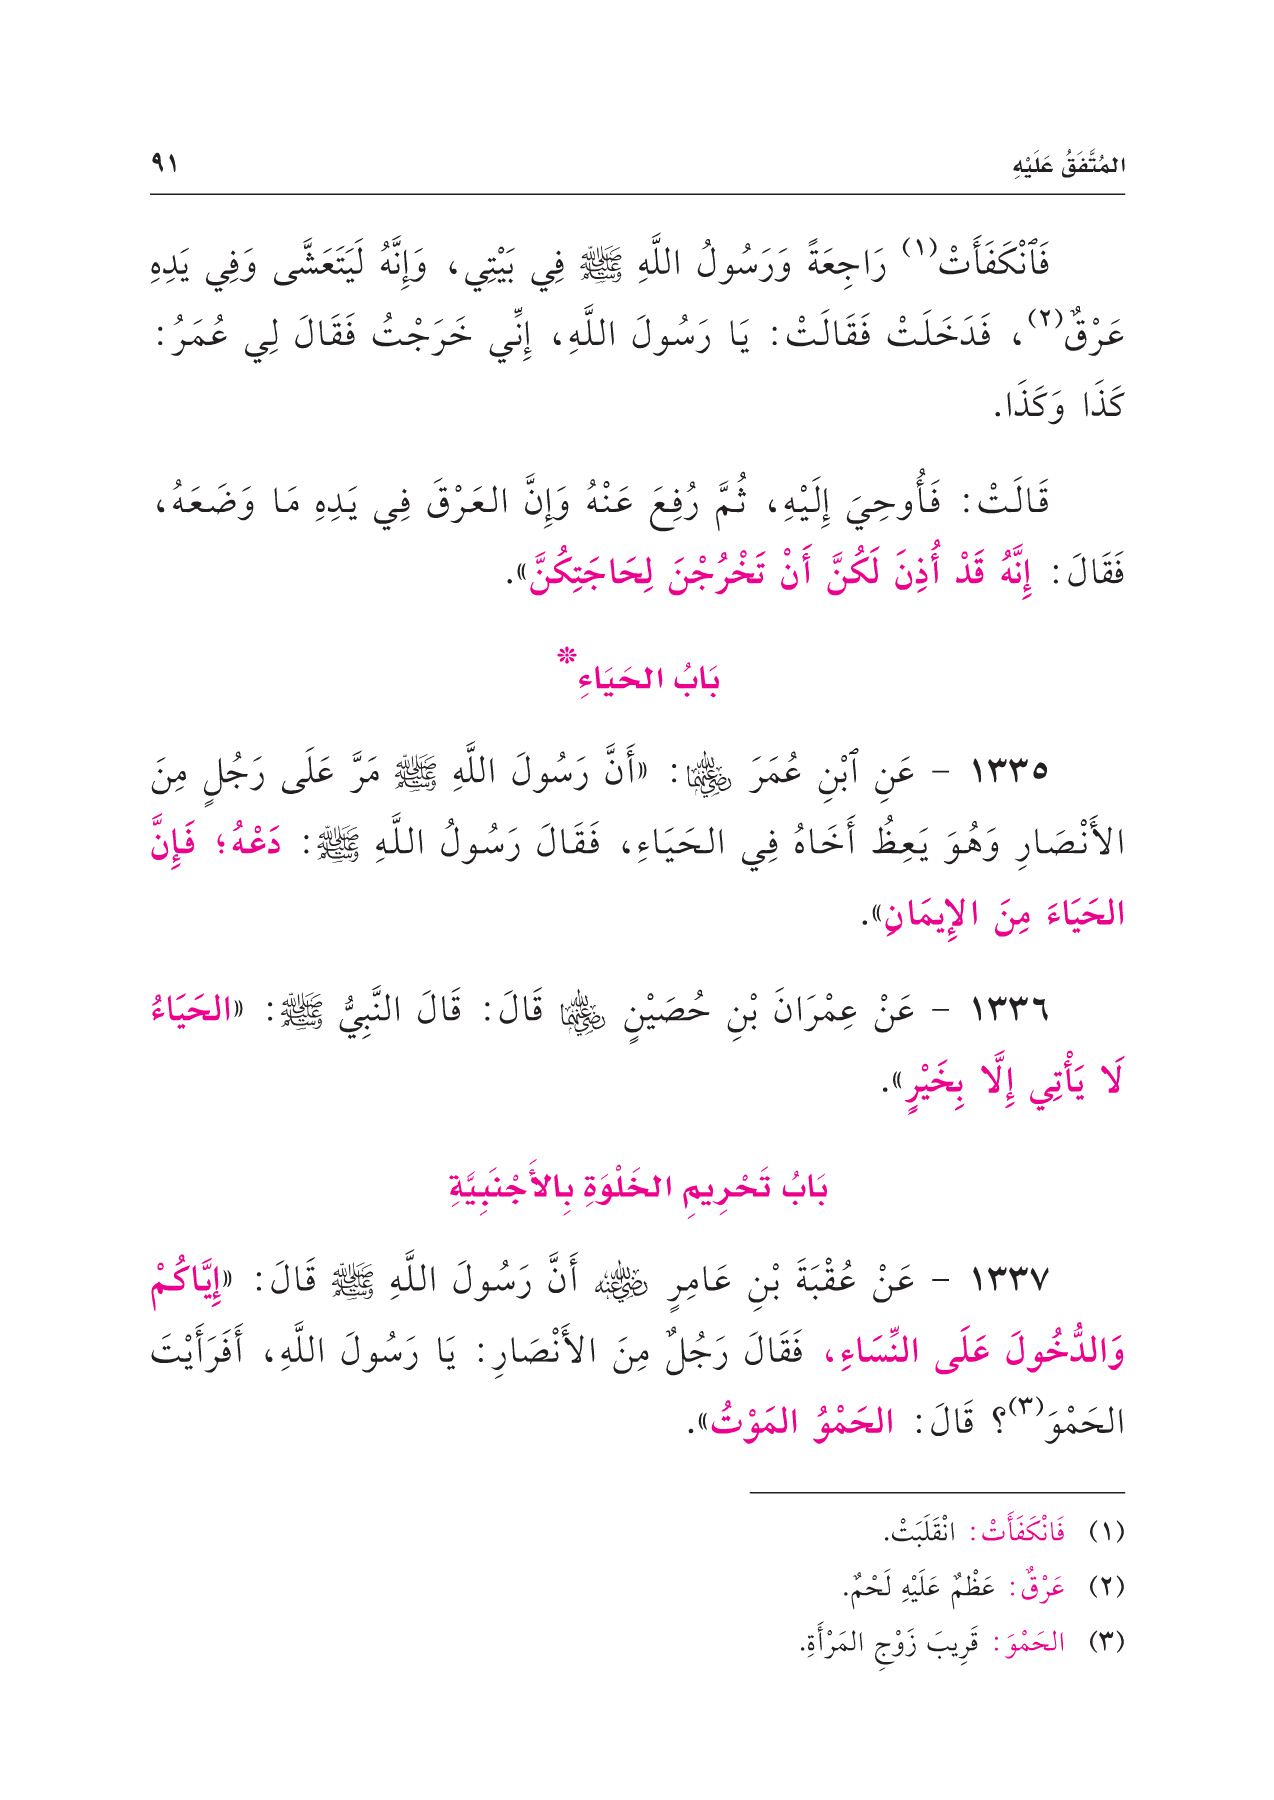 المُتَّفَقُ عَلَيْهِ ٩١
فَٱنْكَفَأَتْ(١) رَاجِعَةً وَرَسُولُ اللَّهِ ﷺ فِي بَيْتِي، وَإِنَّهُ لَيَتَعَشَّى وَفِي يَدِهِ
عَرْقٌ(٢)، فَدَخَلَتْ فَقَالَتْ: يَا رَسُولَ اللَّهِ، إِنِّي خَرَجْتُ فَقَالَ لِي عُمَرُ:
كَذَا وَكَذَا.
قَالَتْ: فَأُوحِيَ إِلَيْهِ، ثُمَّ رُفِعَ عَنْهُ وَإِنَّ العَرْقَ فِي يَدِهِ مَا وَضَعَهُ،
فَقَالَ: إِنَّهُ قَدْ أُذِنَ لَكُنَّ أَنْ تَخْرُجْنَ لِحَاجَتِكُنَّ».
بَابُ الحَيَاءِ*
١٣٣٥ - عَنِ ٱبْنِ عُمَرَ رضي الله عنهما: «أَنَّ رَسُولَ اللَّهِ ﷺ مَرَّ عَلَى رَجُلٍ مِنَ
الأَنْصَارِ وَهُوَ يَعِظُ أَخَاهُ فِي الحَيَاءِ، فَقَالَ رَسُولُ اللَّهِ ﷺ: دَعْهُ؛ فَإِنَّ
الحَيَاءَ مِنَ الإِيمَانِ».
١٣٣٦ - عَنْ عِمْرَانَ بْنِ حُصَيْنٍ رضي الله عنهما قَالَ: قَالَ النَّبِيُّ ﷺ: «الحَيَاءُ
لَا يَأْتِي إِلَّا بِخَيْرٍ».
بَابُ تَحْرِيمِ الخَلْوَةِ بِالأَجْنَبِيَّةِ
١٣٣٧ - عَنْ عُقْبَةَ بْنِ عَامِرٍ رضي الله عنه أَنَّ رَسُولَ اللَّهِ ﷺ قَالَ: «إِيَّاكُمْ
وَالدُّخُولَ عَلَى النِّسَاءِ، فَقَالَ رَجُلٌ مِنَ الأَنْصَارِ: يَا رَسُولَ اللَّهِ، أَفَرَأَيْتَ
الحَمْوَ(٣)؟ قَالَ: الحَمْوُ المَوْتُ».
(١) فَانْكَفَأَتْ: انْقَلَبَتْ.
(٢) عَرْقٌ: عَظْمٌ عَلَيْهِ لَحْمٌ.
(٣) الحَمْوَ: قَرِيبَ زَوْجِ المَرْأَةِ.